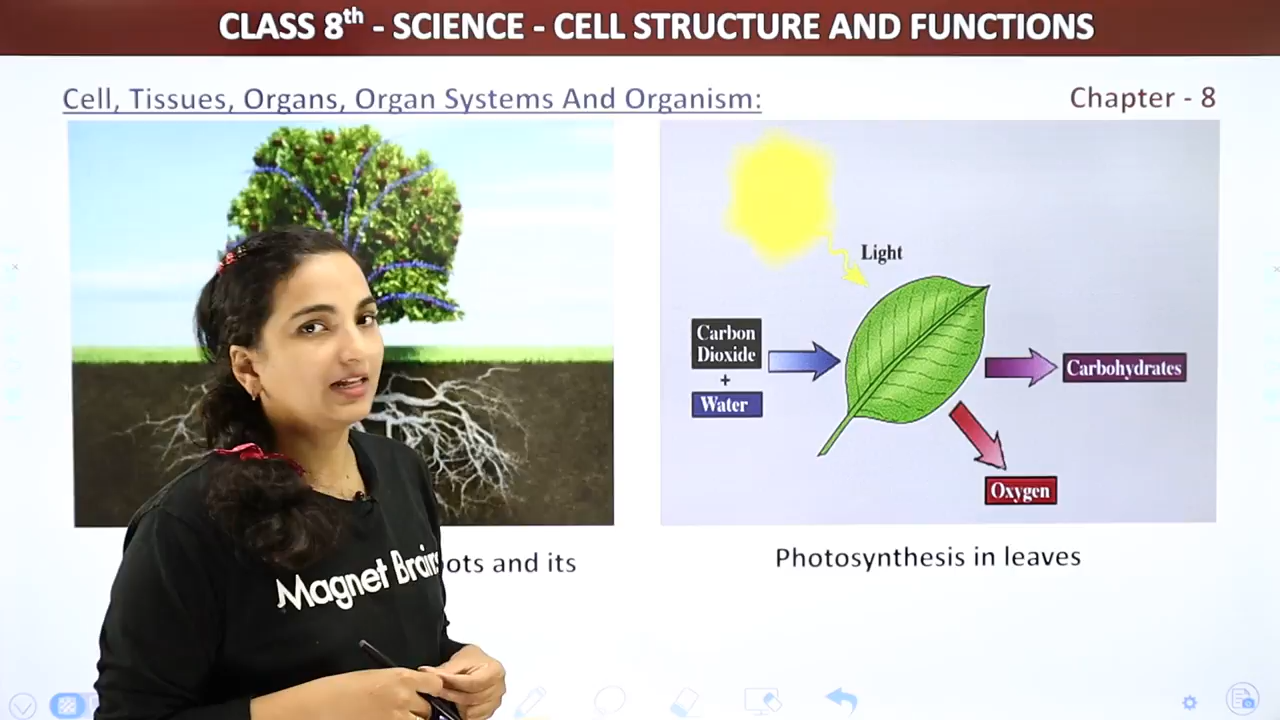 CLASS 8th - SCIENCE - CELL STRUCTURE AND FUNCTIONS
Cell, Tissues, Organs, Organ Systems And Organism:
Chapter - 8
Light
Carbon
Dioxide
+
Water
Carbohydrates
Oxygen
and its
Photosynthesis in leaves
Magnet Brains